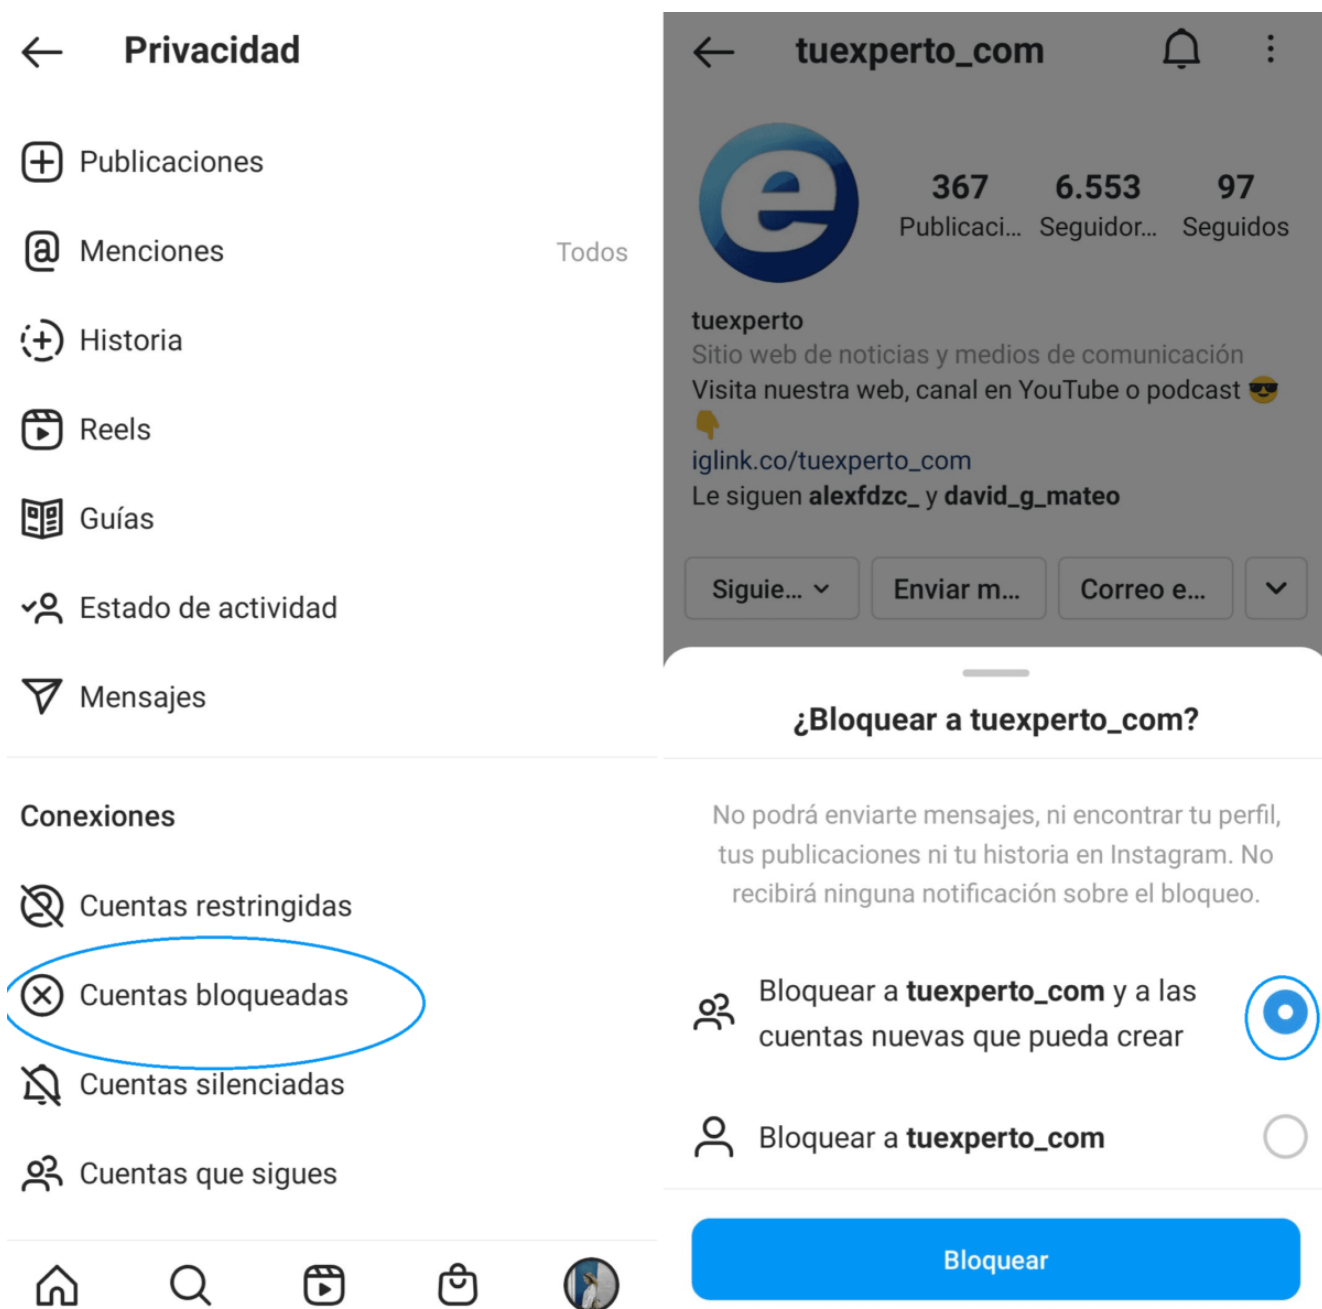 Privacidad
Publicaciones
Menciones Todos
Historia
Reels
Guías
Estado de actividad
Mensajes
Conexiones
Cuentas restringidas
Cuentas bloqueadas
Cuentas silenciadas
Cuentas que sigues
tuexperto_com
e
367 6.553 97
Publicaci... Seguidor... Seguidos
tuexperto
Sitio web de noticias y medios de comunicación
Visita nuestra web, canal en YouTube o podcast 😎
👇
iglink.co/tuexperto_com
Le siguen alexfdzc_ y david_g_mateo
Siguie... Enviar m... Correo e...
¿Bloquear a tuexperto_com?
No podrá enviarte mensajes, ni encontrar tu perfil,
tus publicaciones ni tu historia en Instagram. No
recibirá ninguna notificación sobre el bloqueo.
Bloquear a tuexperto_com y a las
cuentas nuevas que pueda crear
Bloquear a tuexperto_com
Bloquear